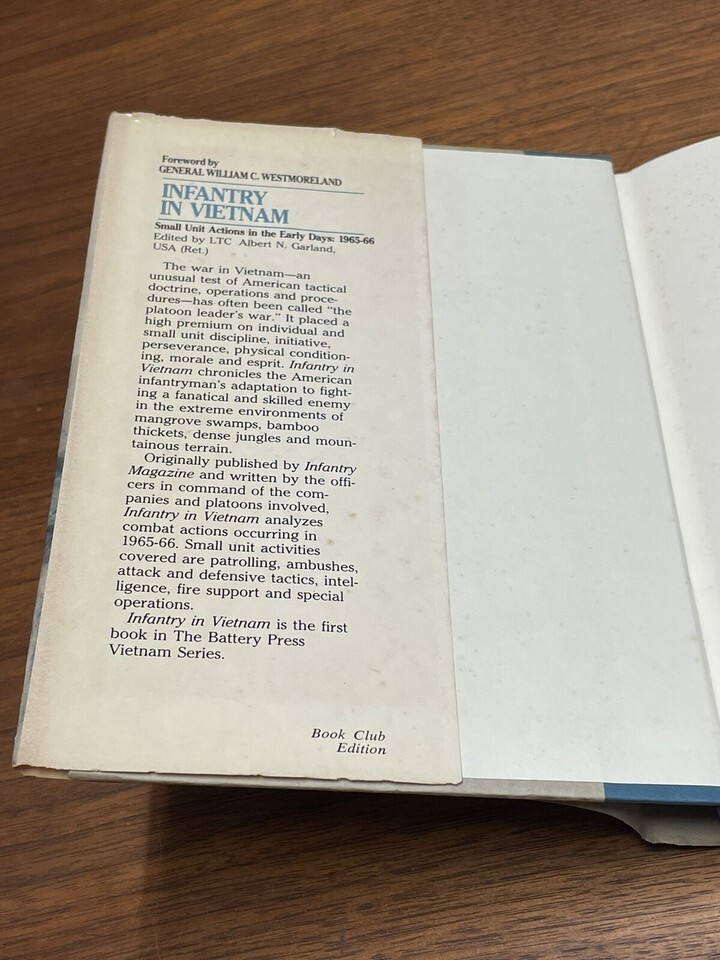 Foreword by
GENERAL WILLIAM C. WESTMORELAND
INFANTRY
IN VIETNAM
Small Unit Actions in the Early Days: 1965-66
Edited by LTC Albert N. Garland,
USA (Ret.)
The war in Vietnam—an
unusual test of American tactical
doctrine, operations and proce-
dures—has often been called "the
platoon leader's war." It placed a
high premium on individual and
small unit discipline, initiative,
perseverance, physical condition-
ing, morale and esprit. Infantry in
Vietnam chronicles the American
infantryman's adaptation to fight-
ing a fanatical and skilled enemy
in the extreme environments of
mangrove swamps, bamboo
thickets, dense jungles and moun-
tainous terrain.
Originally published by Infantry
Magazine and written by the offi-
cers in command of the com-
panies and platoons involved,
Infantry in Vietnam analyzes
combat actions occurring in
1965-66. Small unit activities
covered are patrolling, ambushes,
attack and defensive tactics, intel-
ligence, fire support and special
operations.
Infantry in Vietnam is the first
book in The Battery Press
Vietnam Series.
Book Club
Edition